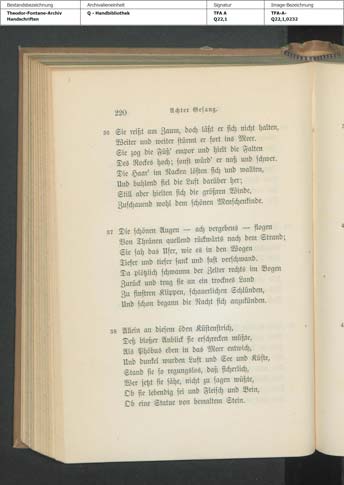 Bestandsbezeichnung Archivalieneinheit Signatur Image-Bezeichnung
Theodor-Fontane-Archiv Q - Handbibliothek TFA A TFA-A-
Handschriften Q22,1 Q22,1,0232
220 Achter Gesang.
36 Sie reißt am Zaum, doch läßt er sich nicht halten,
Weiter und weiter stürmt er fort ins Meer.
Sie zog die Füß' empor und hielt die Falten
Des Rockes hoch; sonst würd' er naß und schwer.
Die Haar' im Nacken lösten sich und wallten,
Und buhlend fiel die Luft darüber her;
Still aber hielten sich die größren Winde,
Zuschauend wohl dem schönen Menschenkinde.
37 Die schönen Augen — ach vergebens — flogen
Von Thränen quellend rückwärts nach dem Strand;
Sie sah das Ufer, wie es in den Wogen
Tiefer und tiefer sank und fast verschwand.
Da plötzlich schwamm der Zelter rechts im Bogen
Zurück und trug sie an ein trocknes Land
Zu finstren Klippen, schauerlichen Schlünden,
Und schon begann die Nacht sich anzukünden.
38 Allein an diesem öden Küstenstrich,
Deß bloßer Anblick sie erschrecken müßte,
Als Phöbus eben in das Meer entwich,
Und dunkel wurden Luft und See und Küste,
Stand sie so regungslos, daß sicherlich,
Wer jetzt sie sähe, nicht zu sagen wüßte,
Ob sie lebendig sei und Fleisch und Bein,
Ob eine Statue von bemaltem Stein.